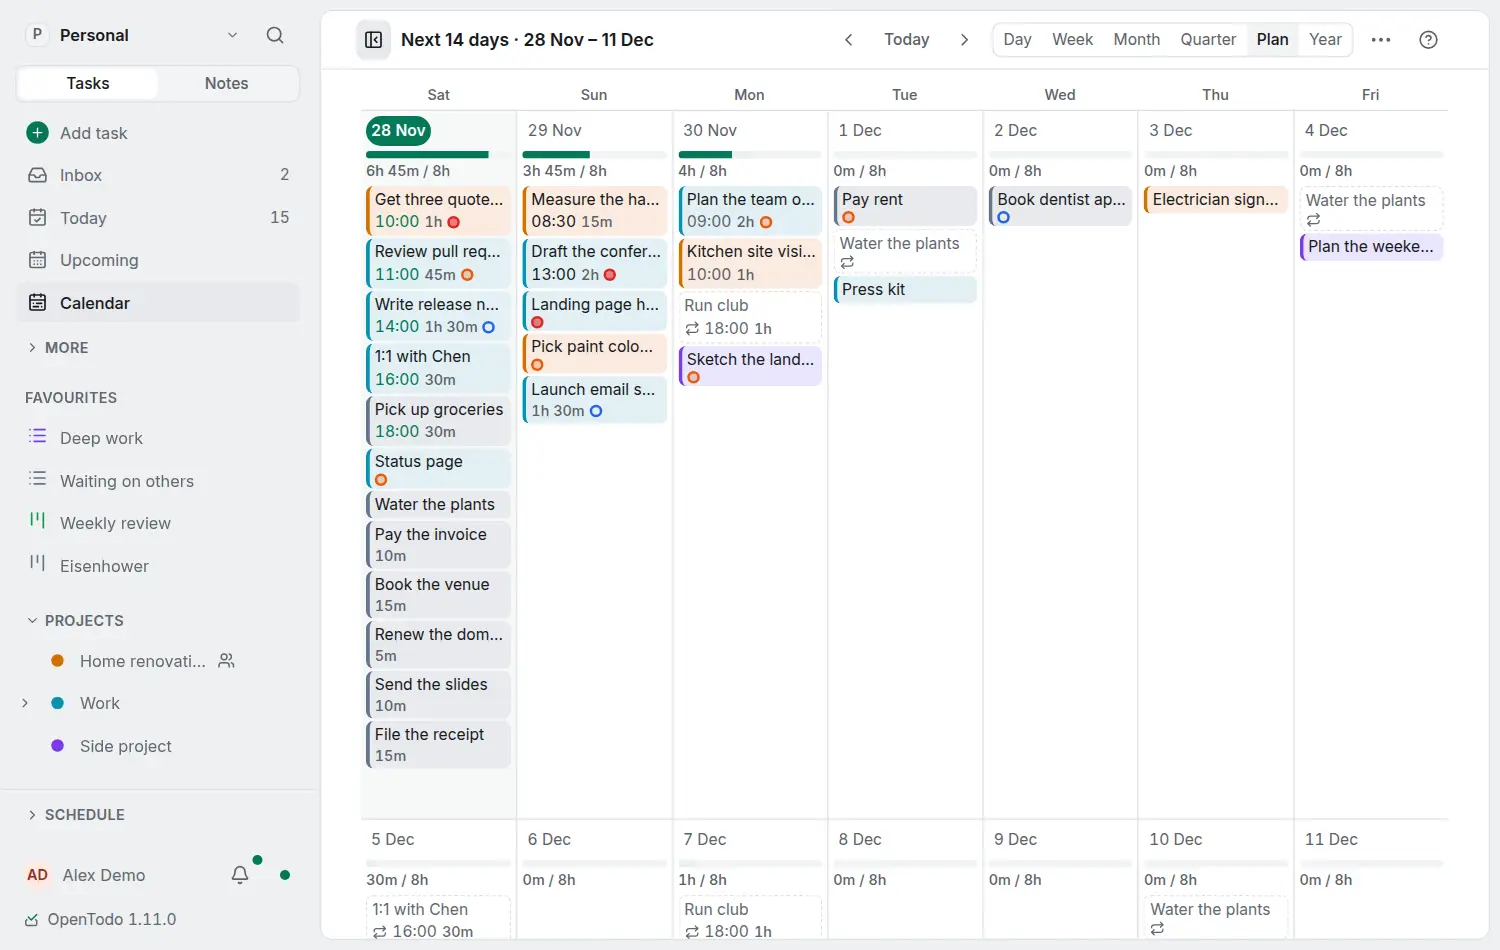 P Personal
Tasks Notes
Add task
Inbox 2
Today 15
Upcoming
Calendar
MORE
FAVOURITES
Deep work
Waiting on others
Weekly review
Eisenhower
PROJECTS
Home renovati...
Work
Side project
SCHEDULE
AD Alex Demo
OpenTodo 1.11.0
Next 14 days · 28 Nov – 11 Dec
Today
Day Week Month Quarter Plan Year
Sat Sun Mon Tue Wed Thu Fri
28 Nov
6h 45m / 8h
Get three quote...
10:00 1h
Review pull req...
11:00 45m
Write release n...
14:00 1h 30m
1:1 with Chen
16:00 30m
Pick up groceries
18:00 30m
Status page
Water the plants
Pay the invoice
10m
Book the venue
15m
Renew the dom...
5m
Send the slides
10m
File the receipt
15m
29 Nov
3h 45m / 8h
Measure the ha...
08:30 15m
Draft the confer...
13:00 2h
Landing page h...
Pick paint colo...
Launch email s...
1h 30m
30 Nov
4h / 8h
Plan the team o...
09:00 2h
Kitchen site visi...
10:00 1h
Run club
18:00 1h
Sketch the land...
1 Dec
0m / 8h
Pay rent
Water the plants
Press kit
2 Dec
0m / 8h
Book dentist ap...
3 Dec
0m / 8h
Electrician sign...
4 Dec
0m / 8h
Water the plants
Plan the weeke...
5 Dec
30m / 8h
1:1 with Chen
16:00 30m
6 Dec
0m / 8h
7 Dec
1h / 8h
Run club
18:00 1h
8 Dec
0m / 8h
9 Dec
0m / 8h
10 Dec
0m / 8h
Water the plants
11 Dec
0m / 8h